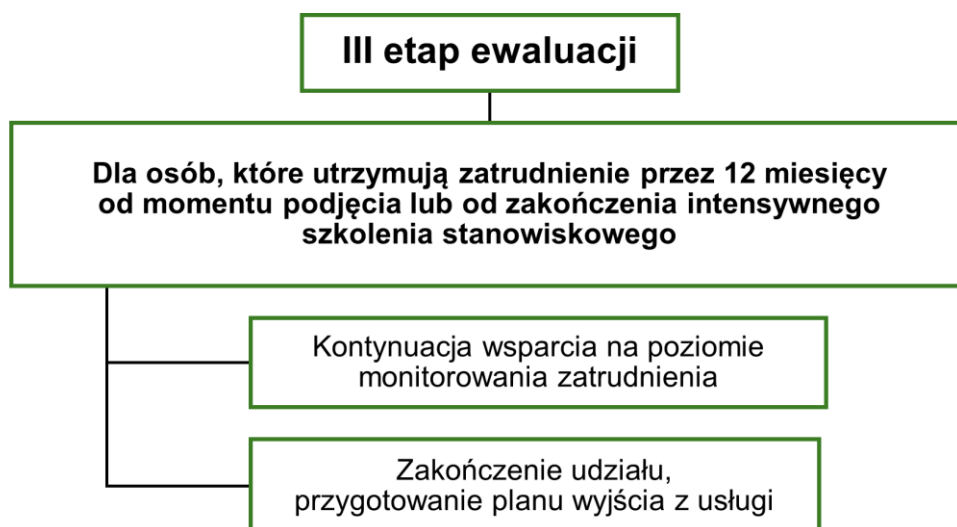 III etap ewaluacji
Dla osób, które utrzymują zatrudnienie przez 12 miesięcy
od momentu podjęcia lub od zakończenia intensywnego
szkolenia stanowiskowego
Kontynuacja wsparcia na poziomie
monitorowania zatrudnienia
Zakończenie udziału,
przygotowanie planu wyjścia z usługi